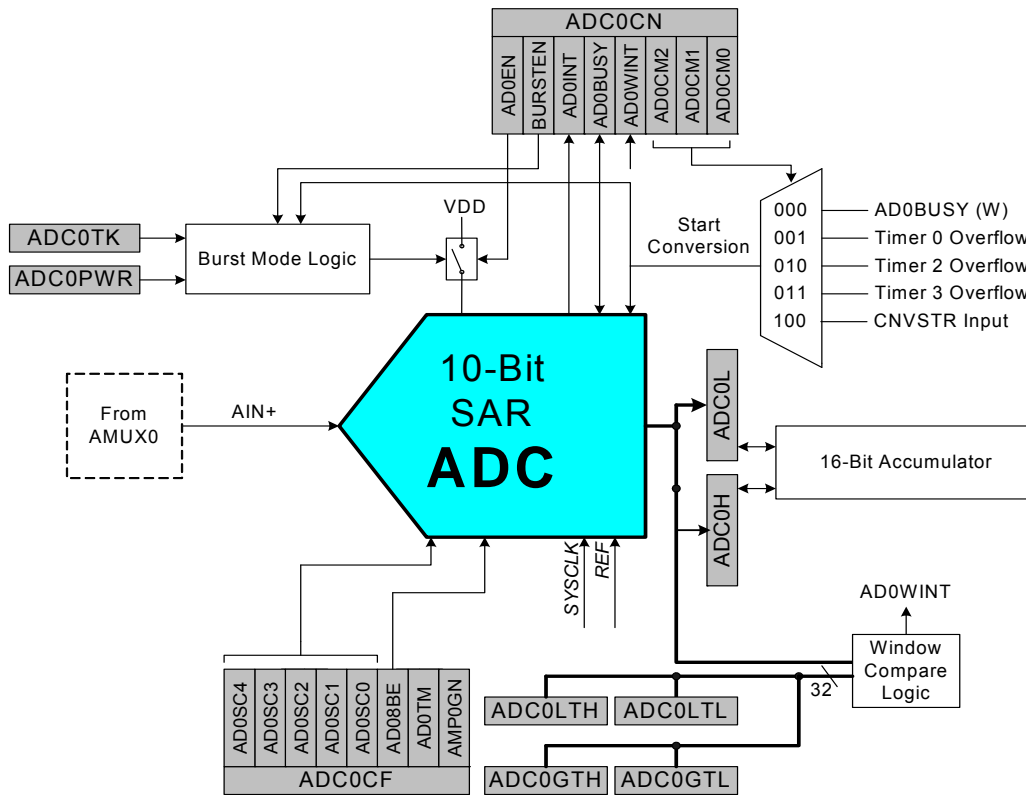 ADC0CN
AD0EN
BURSTEN
AD0INT
AD0BUSY
AD0WINT
AD0CM2
AD0CM1
AD0CM0
VDD
Start
Conversion
000
001
010
011
100
AD0BUSY (W)
Timer 0 Overflow
Timer 2 Overflow
Timer 3 Overflow
CNVSTR Input
ADC0TK
ADC0PWR
Burst Mode Logic
From
AMUX0
AIN+
10-Bit
SAR
ADC
ADC0L
ADC0H
16-Bit Accumulator
SYSCLK
REF
AD0WINT
Window
Compare
Logic
32
AD0SC4
AD0SC3
AD0SC2
AD0SC1
AD0SC0
AD08BE
AD0TM
AMP0GN
ADC0CF
ADC0LTH
ADC0LTL
ADC0GTH
ADC0GTL